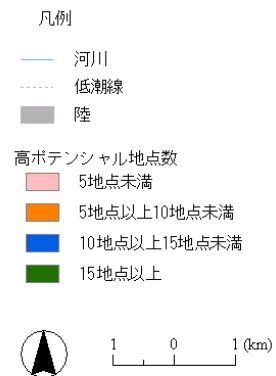 凡例
河川
低潮線
陸
高ポテンシャル地点数
5地点未満
5地点以上10地点未満
10地点以上15地点未満
15地点以上
1 0 1 (km)